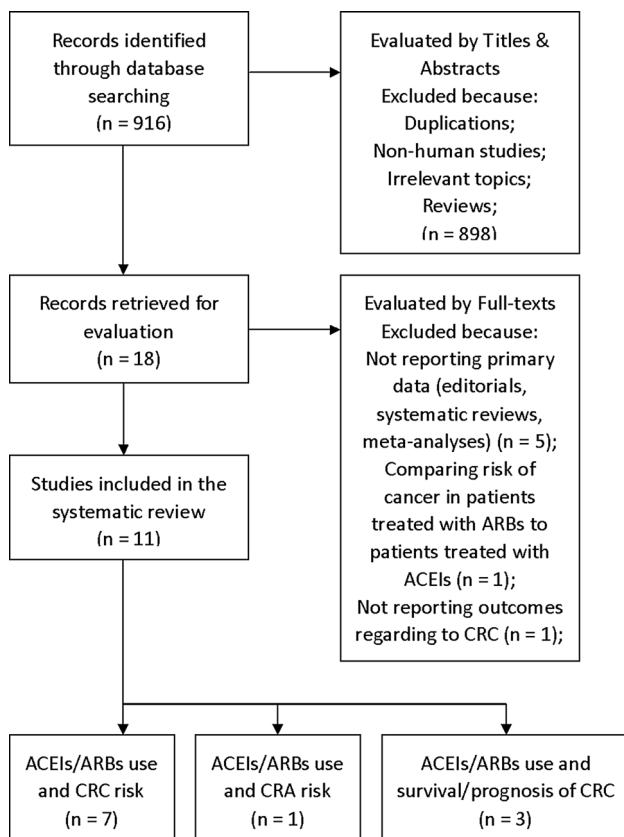 Records identified
through database
searching
(n = 916)
Evaluated by Titles &
Abstracts
Excluded because:
Duplications;
Non-human studies;
Irrelevant topics;
Reviews;
(n = 898)
Records retrieved for
evaluation
(n = 18)
Evaluated by Full-texts
Excluded because:
Not reporting primary
data (editorials,
systematic reviews,
meta-analyses) (n = 5);
Comparing risk of
cancer in patients
treated with ARBs to
patients treated with
ACEIs (n = 1);
Not reporting outcomes
regarding to CRC (n = 1);
Studies included in the
systematic review
(n = 11)
ACEIs/ARBs use
and CRC risk
(n = 7)
ACEIs/ARBs use
and CRA risk
(n = 1)
ACEIs/ARBs use and
survival/prognosis of CRC
(n = 3)